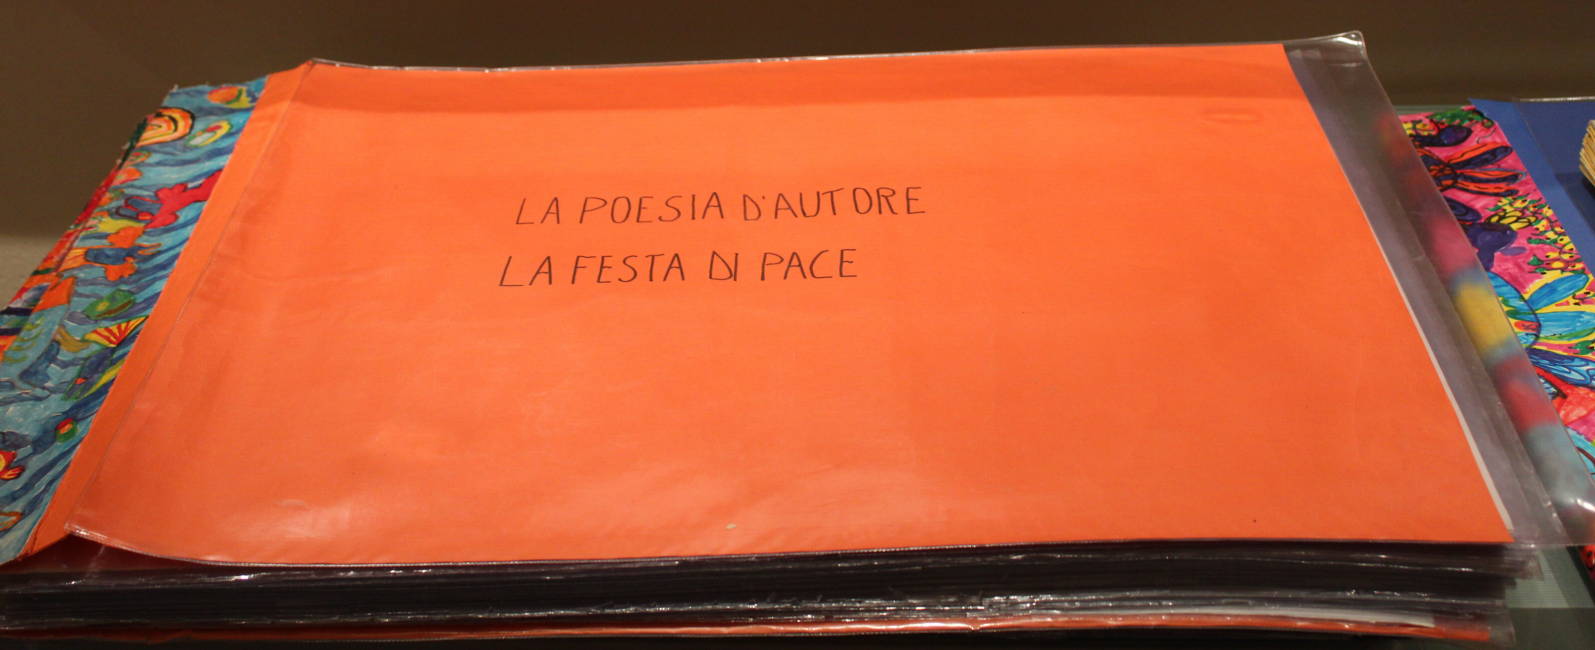 LA POESIA D'AUTORE
LA FESTA DI PACE